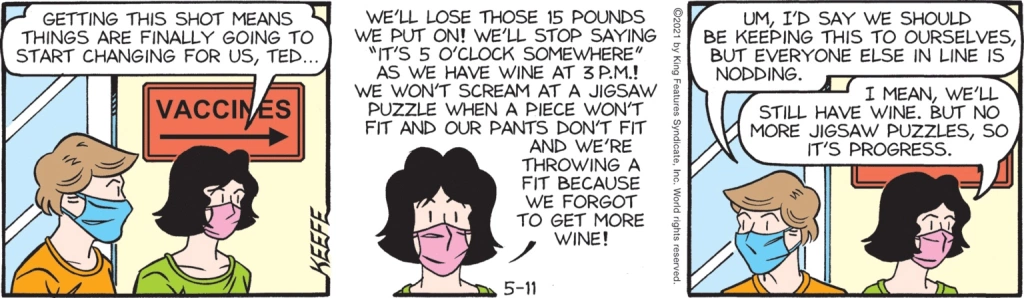 GETTING THIS SHOT MEANS
THINGS ARE FINALLY GOING TO
START CHANGING FOR US, TED...
VACCINES
KEEFE
WE'LL LOSE THOSE 15 POUNDS
WE PUT ON! WE'LL STOP SAYING
"IT'S 5 O'CLOCK SOMEWHERE"
AS WE HAVE WINE AT 3 P.M.!
WE WON'T SCREAM AT A JIGSAW
PUZZLE WHEN A PIECE WON'T
FIT AND OUR PANTS DON'T FIT
AND WE'RE
THROWING A
FIT BECAUSE
WE FORGOT
TO GET MORE
WINE!
5-11
©2021 by King Features Syndicate, Inc. World rights reserved.
UM, I'D SAY WE SHOULD
BE KEEPING THIS TO OURSELVES,
BUT EVERYONE ELSE IN LINE IS
NODDING.
I MEAN, WE'LL
STILL HAVE WINE. BUT NO
MORE JIGSAW PUZZLES, SO
IT'S PROGRESS.